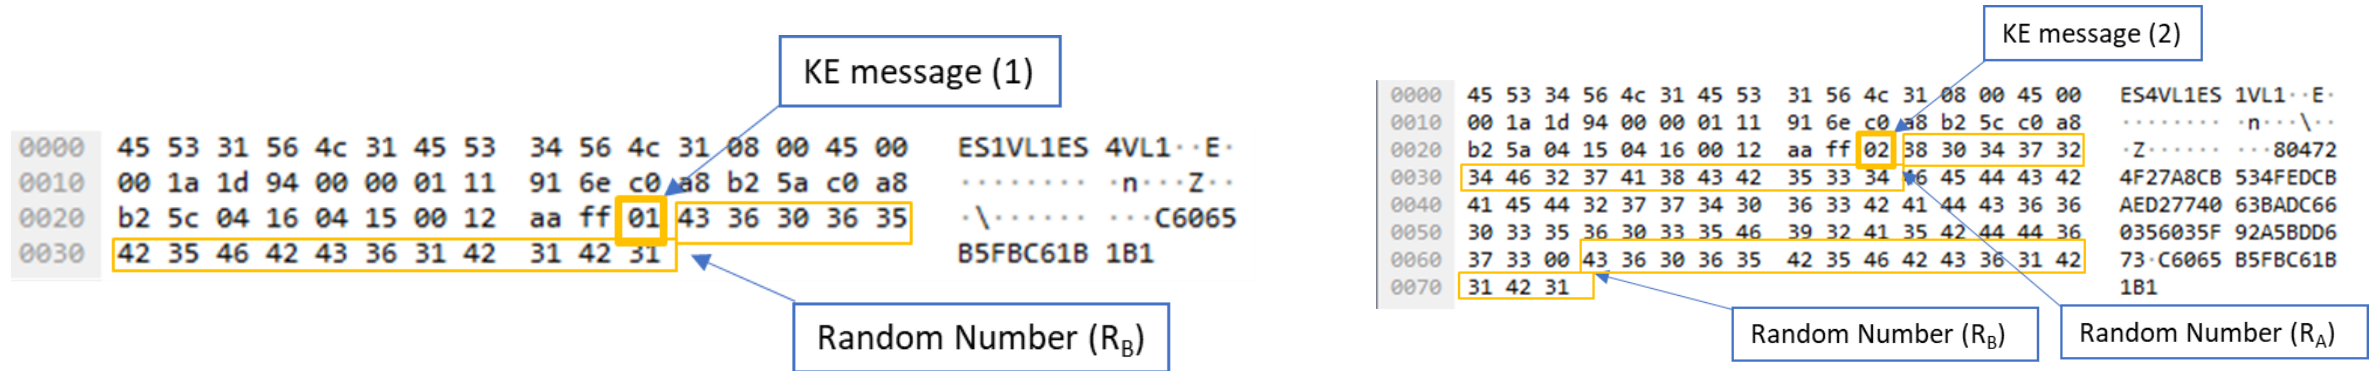 KE message (1)
0000 45 53 31 56 4c 31 45 53 34 56 4c 31 08 00 45 00 ES1VL1ES 4VL1··E·
0010 00 1a 1d 94 00 00 01 11 91 6e c0 a8 b2 5a c0 a8 ········ ·n···Z··
0020 b2 5c 04 16 04 15 00 12 aa ff 01 43 36 30 36 35 ·\······ ···C6065
0030 42 35 46 42 43 36 31 42 31 42 31 B5FBC61B 1B1
Random Number (RB)
KE message (2)
0000 45 53 34 56 4c 31 45 53 31 56 4c 31 08 00 45 00 ES4VL1ES 1VL1··E·
0010 00 1a 1d 94 00 00 01 11 91 6e c0 a8 b2 5c c0 a8 ········ ·n···\··
0020 b2 5a 04 15 04 16 00 12 aa ff 02 38 30 34 37 32 ·Z······ ···80472
0030 34 46 32 37 41 38 43 42 35 33 34 46 45 44 43 42 4F27A8CB 534FEDCB
0040 41 45 44 32 37 37 34 30 36 33 42 41 44 43 36 36 AED27740 63BADC66
0050 30 33 35 36 30 33 35 46 39 32 41 35 42 44 44 36 0356035F 92A5BDD6
0060 37 33 00 43 36 30 36 35 42 35 46 42 43 36 31 42 73·C6065 B5FBC61B
0070 31 42 31 1B1
Random Number (RB)
Random Number (RA)